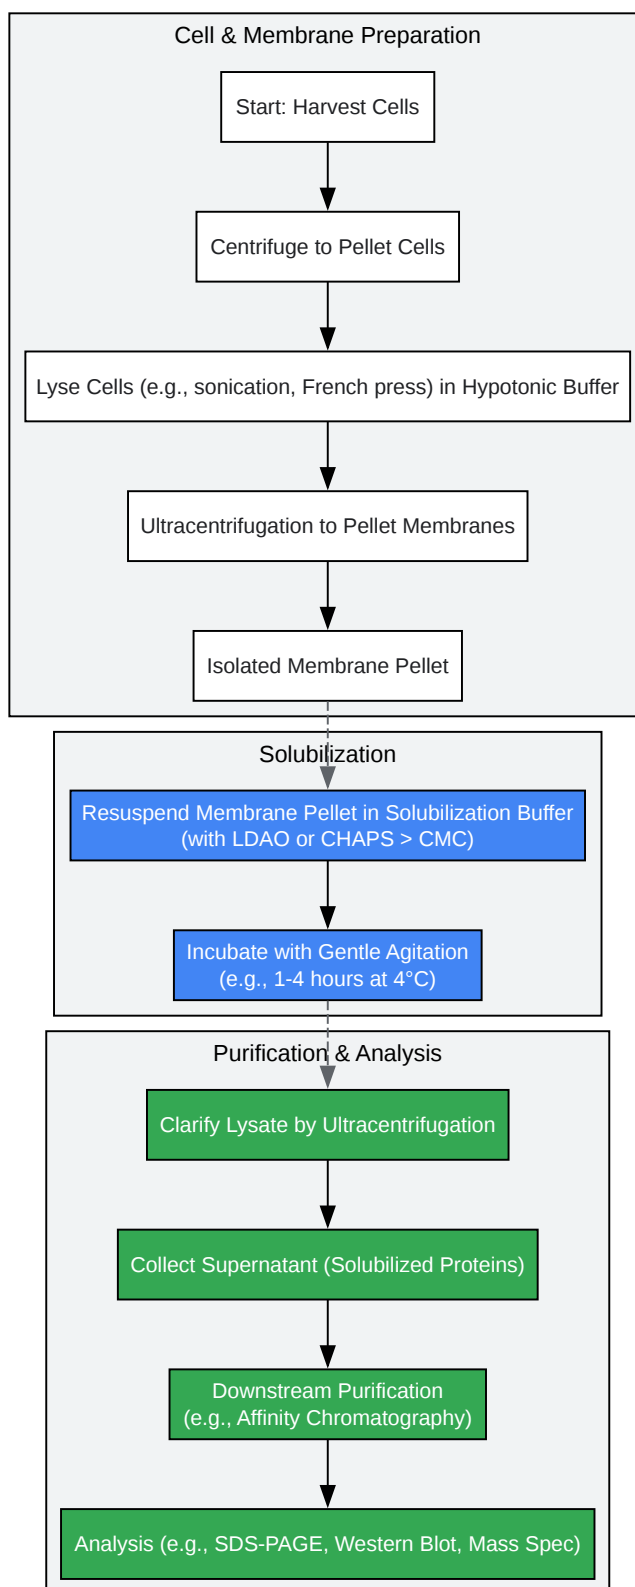 Cell & Membrane Preparation
Start: Harvest Cells
Centrifuge to Pellet Cells
Lyse Cells (e.g., sonication, French press) in Hypotonic Buffer
Ultracentrifugation to Pellet Membranes
Isolated Membrane Pellet
Solubilization
Resuspend Membrane Pellet in Solubilization Buffer
(with LDAO or CHAPS > CMC)
Incubate with Gentle Agitation
(e.g., 1-4 hours at 4°C)
Purification & Analysis
Clarify Lysate by Ultracentrifugation
Collect Supernatant (Solubilized Proteins)
Downstream Purification
(e.g., Affinity Chromatography)
Analysis (e.g., SDS-PAGE, Western Blot, Mass Spec)